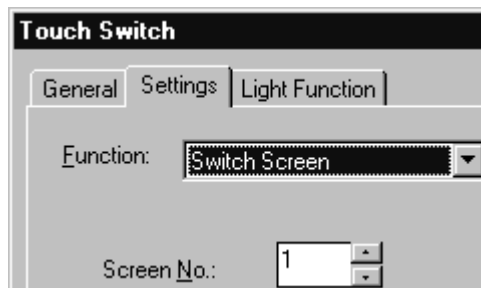 Touch Switch
General Settings Light Function
Function: Switch Screen
Screen No.: 1